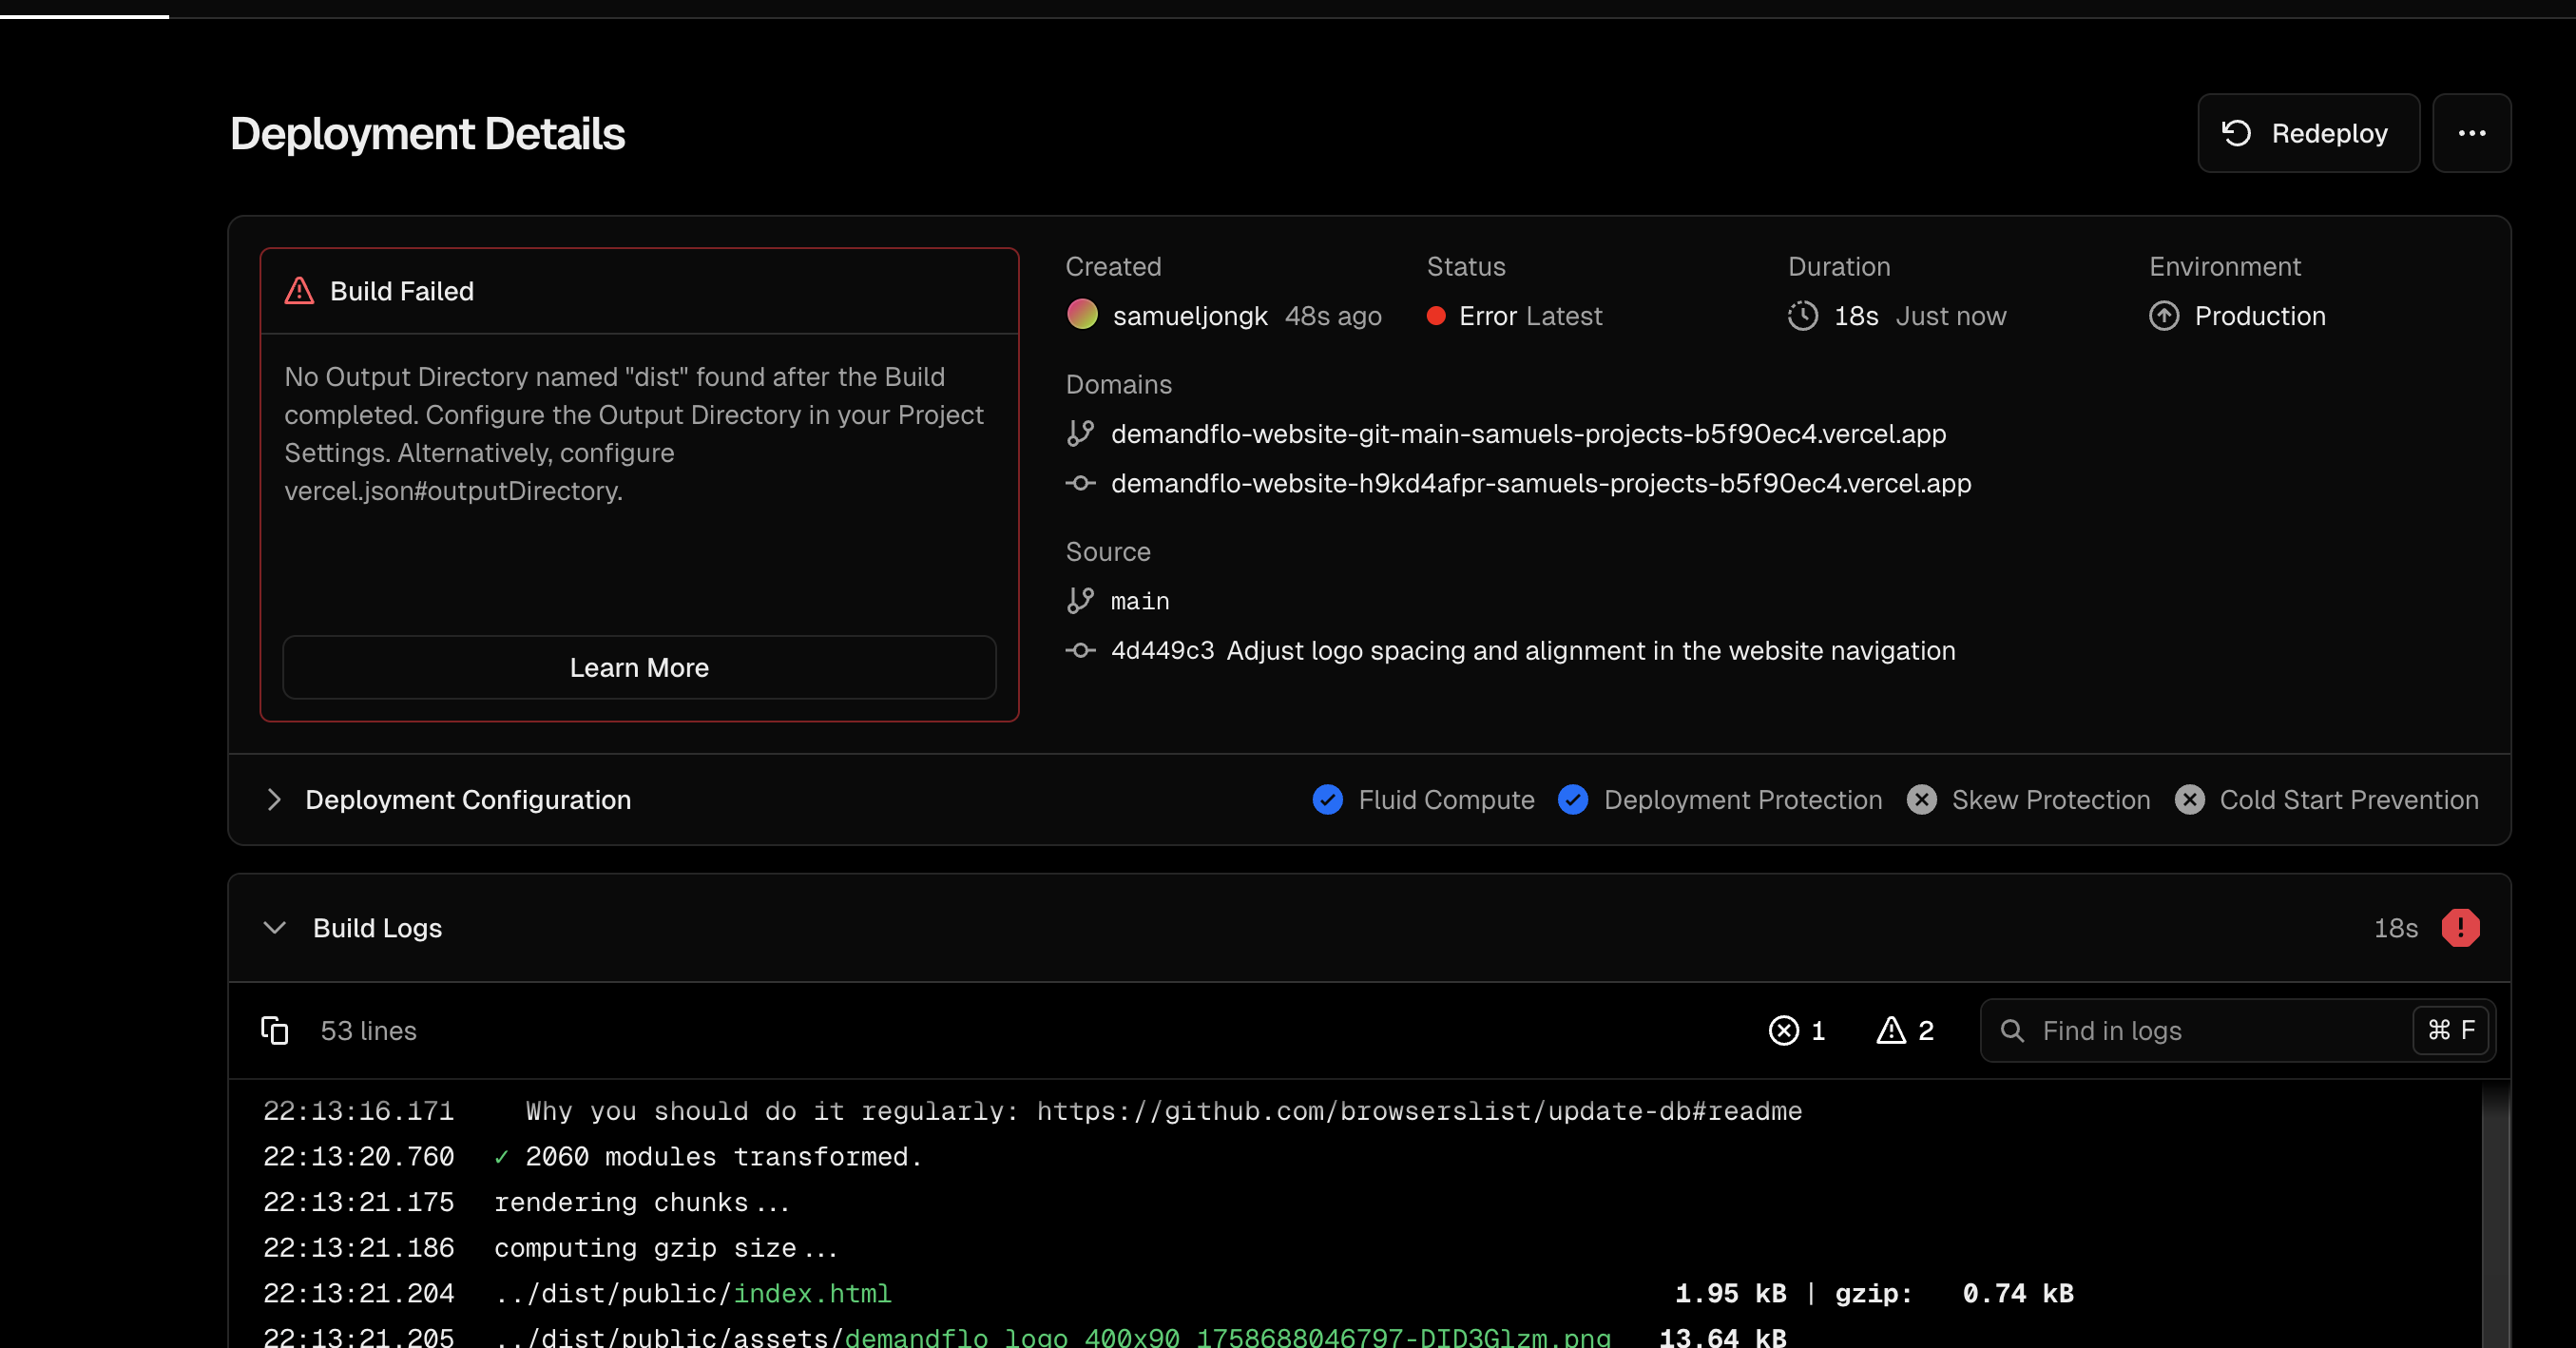 Deployment Details
Redeploy
Build Failed
No Output Directory named "dist" found after the Build
completed. Configure the Output Directory in your Project
Settings. Alternatively, configure
vercel.json#outputDirectory.
Learn More
Created
samueljongk 48s ago
Status
Error Latest
Duration
18s Just now
Environment
Production
Domains
demandflo-website-git-main-samuels-projects-b5f90ec4.vercel.app
demandflo-website-h9kd4afpr-samuels-projects-b5f90ec4.vercel.app
Source
main
4d449c3 Adjust logo spacing and alignment in the website navigation
Deployment Configuration
Fluid Compute
Deployment Protection
Skew Protection
Cold Start Prevention
Build Logs
18s
53 lines
1
2
Find in logs
⌘ F
22:13:16.171 Why you should do it regularly: https://github.com/browserslist/update-db#readme
22:13:20.760 ✓ 2060 modules transformed.
22:13:21.175 rendering chunks...
22:13:21.186 computing gzip size...
22:13:21.204 ../dist/public/index.html 1.95 kB | gzip: 0.74 kB
22:13:21.205 ../dist/public/assets/demandflo_logo_400x90_1758688046797-DID3Glzm.png 13.64 kB